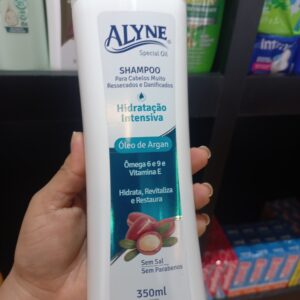 ALYNE®
Special Oil
SHAMPOO
Para Cabelos Muito
Ressecados e Danificados
Hidratação
Intensiva
Óleo de Argan
Ômega 6 e 9 e
Vitamina E
Hidrata, Revitaliza
e Restaura
Sem Sal
Sem Parabenos
350ml